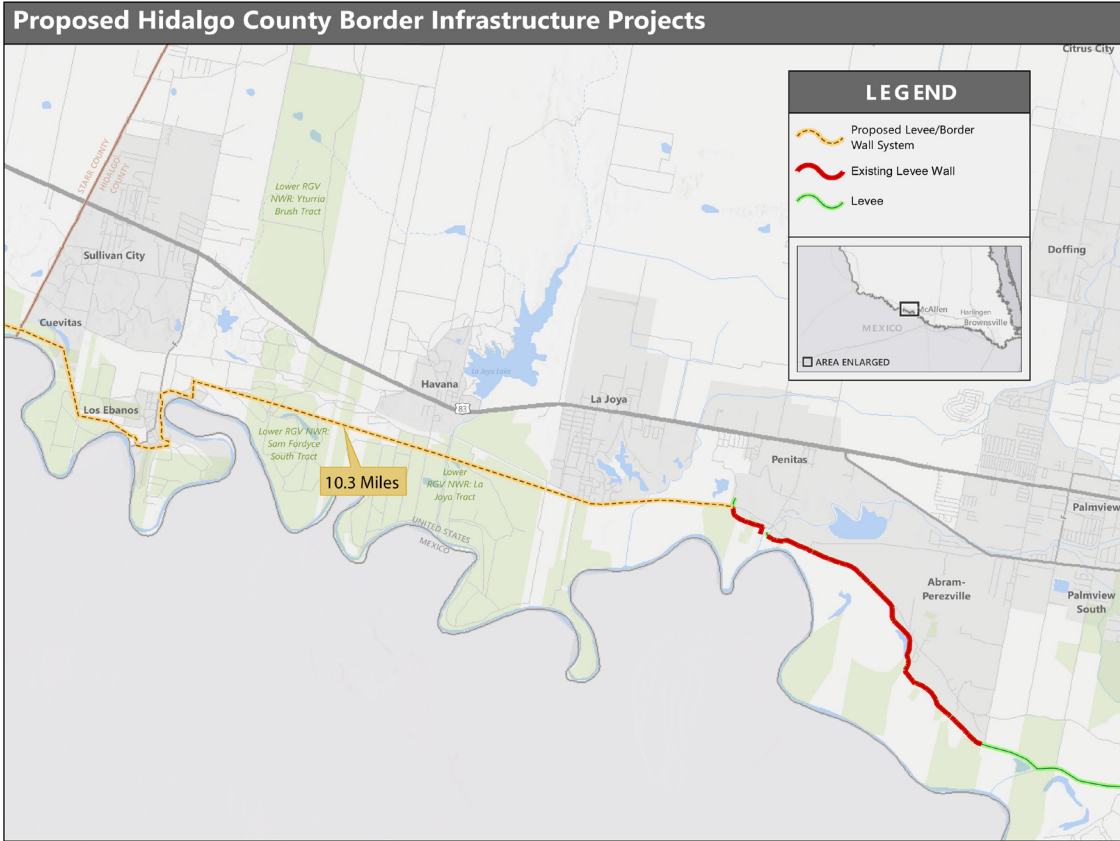 Proposed Hidalgo County Border Infrastructure Projects
Citrus City
LEGEND
Proposed Levee/Border
Wall System
Existing Levee Wall
Levee
MEXICO
McAllen
Harlingen
Brownsville
AREA ENLARGED
STARR COUNTY
HIDALGO
COUNTY
Lower RGV
NWR: Yturria
Brush Tract
Sullivan City
Doffing
Cuevitas
La Joya Lake
Havana
83
La Joya
Los Ebanos
Lower RGV NWR:
Sam Fordyce
South Tract
10.3 Miles
Lower
RGV NWR: La
Joya Tract
Penitas
Palmview
UNITED STATES
MEXICO
Abram-
Perezville
Palmview
South